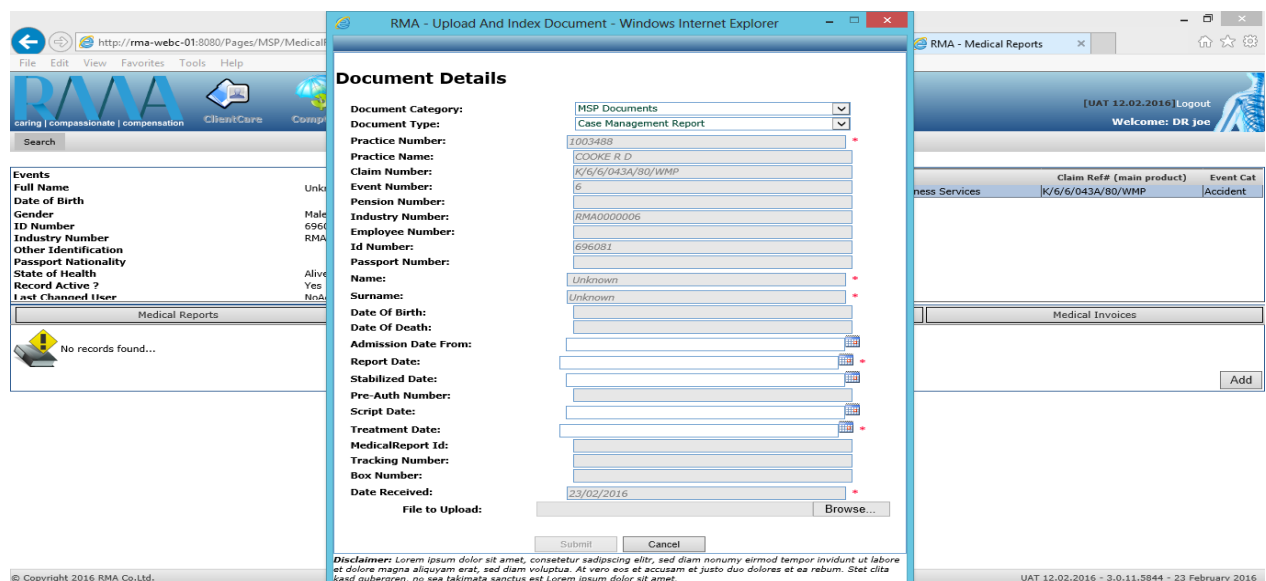 RMA - Upload And Index Document - Windows Internet Explorer
http://rma-webc-01:8080/Pages/MSP/MedicalR
RMA - Medical Reports
File Edit View Favorites Tools Help
RMA
caring | compassionate | compensation
ClientCare
[UAT 12.02.2016]Logout
Welcome: DR joe
Search
Document Details
Document Category: MSP Documents
Document Type: Case Management Report
Practice Number: 1003488 *
Practice Name: COOKE R D
Claim Number: K/6/6/043A/80/WMP
Event Number: 6
Pension Number:
Industry Number: RMA0000006
Employee Number:
Id Number: 696081
Passport Number:
Name: Unknown *
Surname: Unknown *
Date Of Birth:
Date Of Death:
Admission Date From:
Report Date: *
Stabilized Date:
Pre-Auth Number:
Script Date:
Treatment Date: *
MedicalReport Id:
Tracking Number:
Box Number:
Date Received: 23/02/2016 *
File to Upload: Browse...
Submit Cancel
Disclaimer: Lorem ipsum dolor sit amet, consetetur sadipscing elitr, sed diam nonumy eirmod tempor invidunt ut labore
et dolore magna aliquyam erat, sed diam voluptua. At vero eos et accusam et justo duo dolores et ea rebum. Stet clita
kasd gubergren, no sea takimata sanctus est Lorem ipsum dolor sit amet.
Events
Full Name
Date of Birth
Gender Male
ID Number
Industry Number RMA
Other Identification
Passport Nationality
State of Health Alive
Record Active ? Yes
Last Changed User
Claim Ref# (main product) Event Cat
ness Services K/6/6/043A/80/WMP Accident
Medical Reports
Medical Invoices
No records found...
Add
© Copyright 2016 RMA Co.Ltd.
UAT 12.02.2016 - 3.0.11.5844 - 23 February 2016